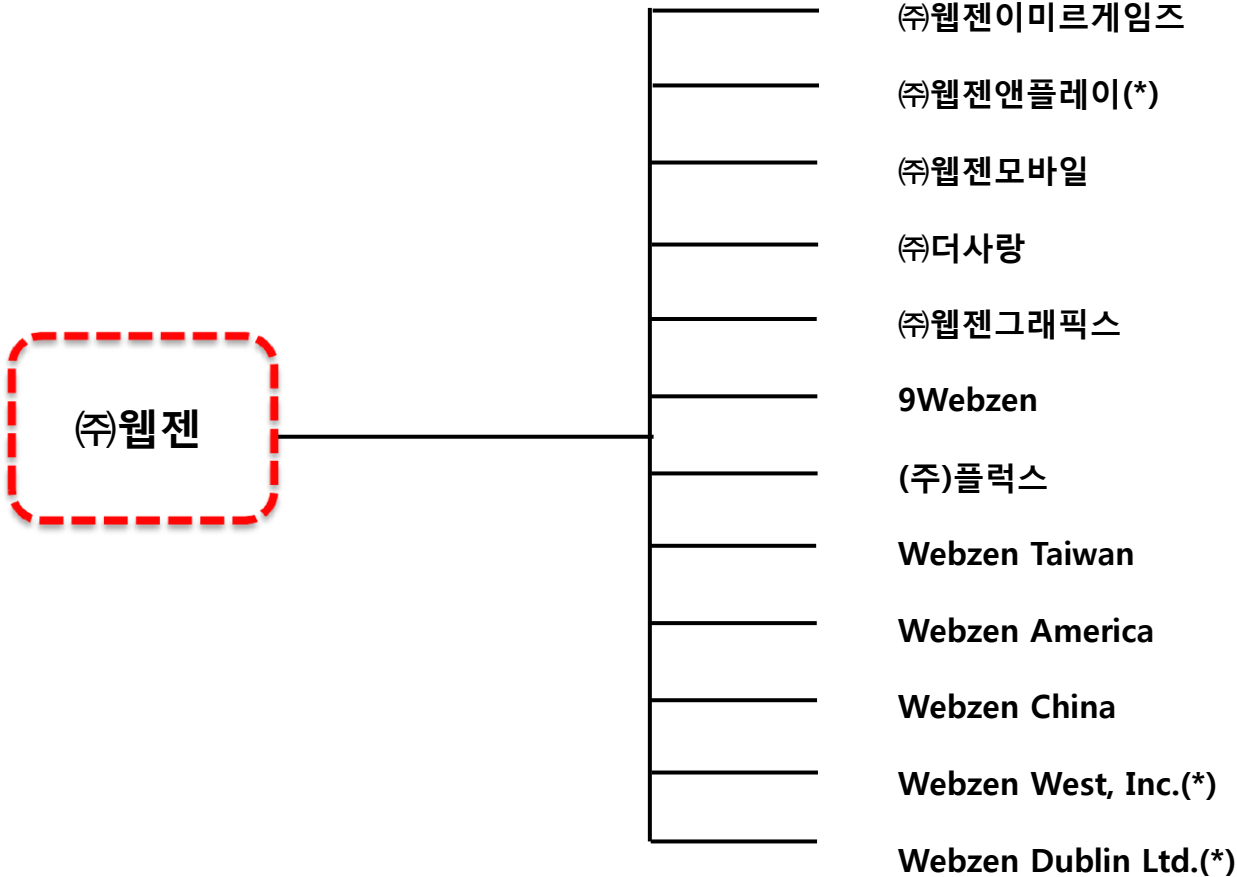 ㈜웹젠이미르게임즈
㈜웹젠앤플레이(*)
㈜웹젠모바일
㈜더사랑
㈜웹젠그래픽스
9Webzen
㈜웹젠
(주)플럭스
Webzen Taiwan
Webzen America
Webzen China
Webzen West, Inc.(*)
Webzen Dublin Ltd.(*)